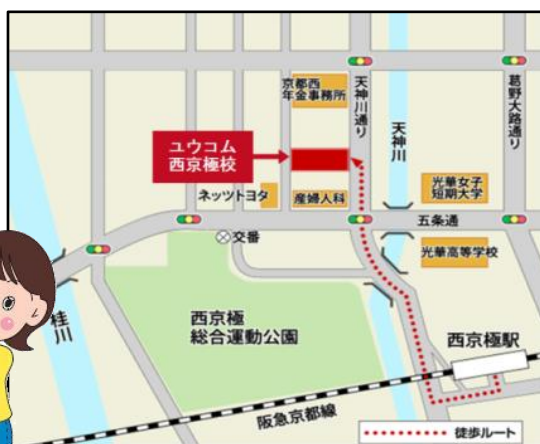 京都西
年金事務所
天神川通り
天神川
葛野大路通り
ユウコム
西京極校
ネッツトヨタ
産婦人科
光華女子
短期大学
五条通
交番
光華高等学校
桂川
西京極
総合運動公園
西京極駅
阪急京都線
徒歩ルート